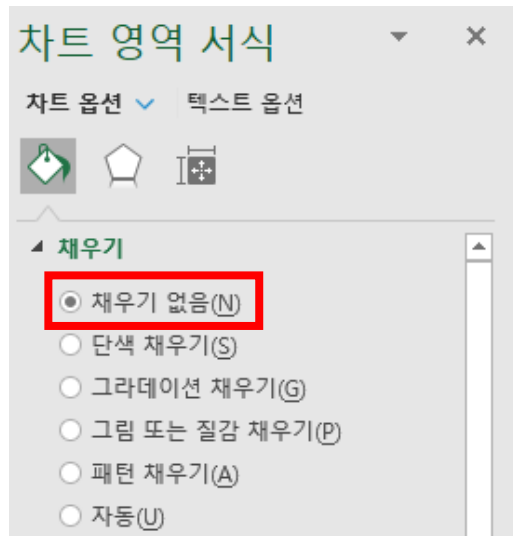 차트 영역 서식
차트 옵션 텍스트 옵션
채우기
채우기 없음(N)
단색 채우기(S)
그라데이션 채우기(G)
그림 또는 질감 채우기(P)
패턴 채우기(A)
자동(U)